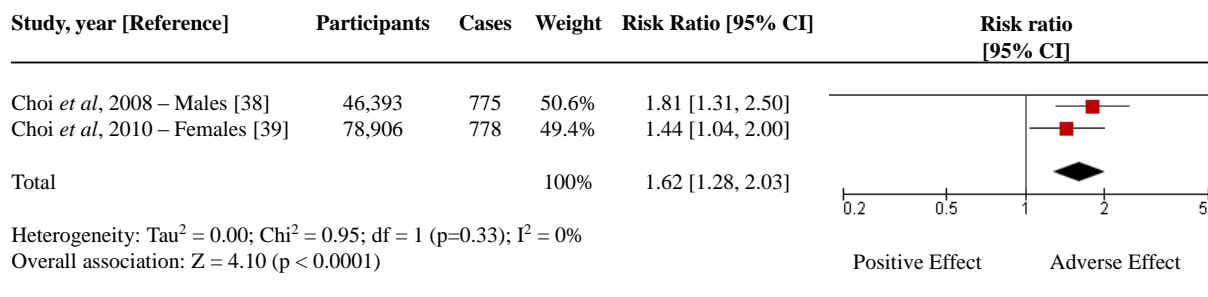 Study, year [Reference] Participants Cases Weight Risk Ratio [95% CI] Risk ratio
[95% CI]
Choi et al, 2008 – Males [38] 46,393 775 50.6% 1.81 [1.31, 2.50]
Choi et al, 2010 – Females [39] 78,906 778 49.4% 1.44 [1.04, 2.00]
Total 100% 1.62 [1.28, 2.03]
0.2 0.5 1 2 5
Heterogeneity: Tau² = 0.00; Chi² = 0.95; df = 1 (p=0.33); I² = 0%
Overall association: Z = 4.10 (p < 0.0001) Positive Effect Adverse Effect